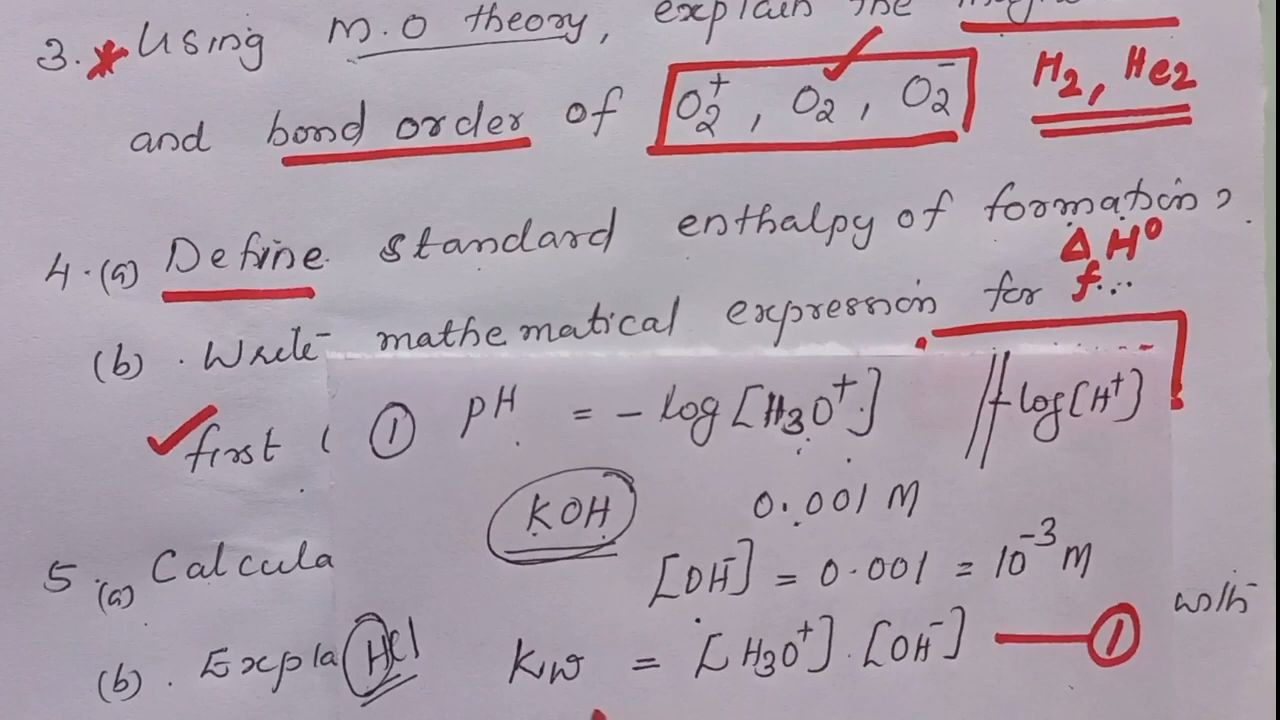 3. * Using M.O theory, explain the
and bond order of O2+, O2, O2- H2, He2
4.(a) Define standard enthalpy of formation?
ΔfH°
(b). Write mathematical expression for
first ( ① pH = - log [H3O+] // - log[H+]
KOH 0.001 M
5.(a) Calcula
[OH-] = 0.001 = 10^-3 M
with
(b). Expla HCl Kw = [H3O+].[OH-] — ①